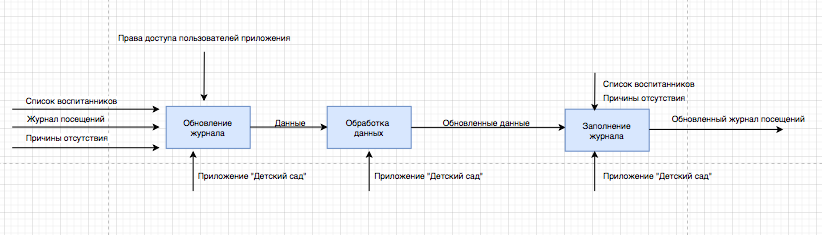 Права доступа пользователей приложения
Список воспитанников
Журнал посещений
Причины отсутствия
Обновление
журнала
Данные
Обработка
данных
Обновленные данные
Список воспитанников
Причины отсутствия
Заполнение
журнала
Обновленный журнал посещений
Приложение "Детский сад"
Приложение "Детский сад"
Приложение "Детский сад"